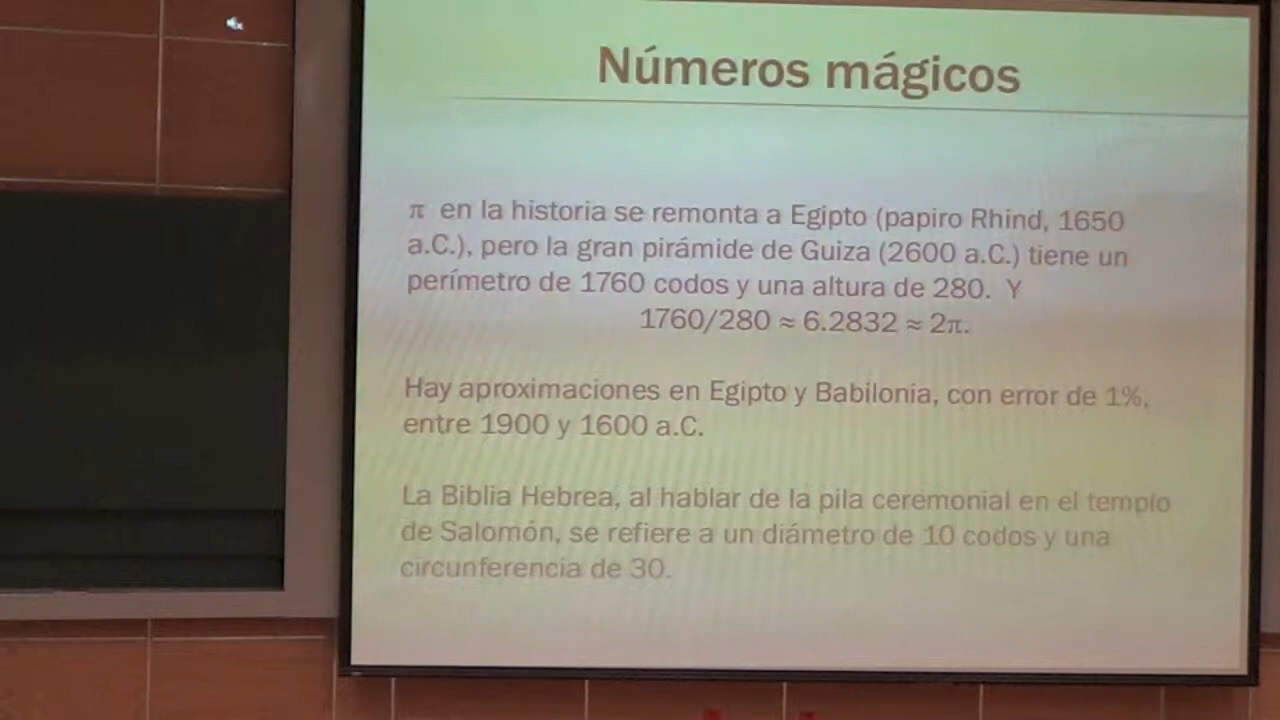 Números mágicos
π en la historia se remonta a Egipto (papiro Rhind, 1650
a.C.), pero la gran pirámide de Guiza (2600 a.C.) tiene un
perímetro de 1760 codos y una altura de 280. Y
1760/280 ≈ 6.2832 ≈ 2π.
Hay aproximaciones en Egipto y Babilonia, con error de 1%,
entre 1900 y 1600 a.C.
La Biblia Hebrea, al hablar de la pila ceremonial en el templo
de Salomón, se refiere a un diámetro de 10 codos y una
circunferencia de 30.